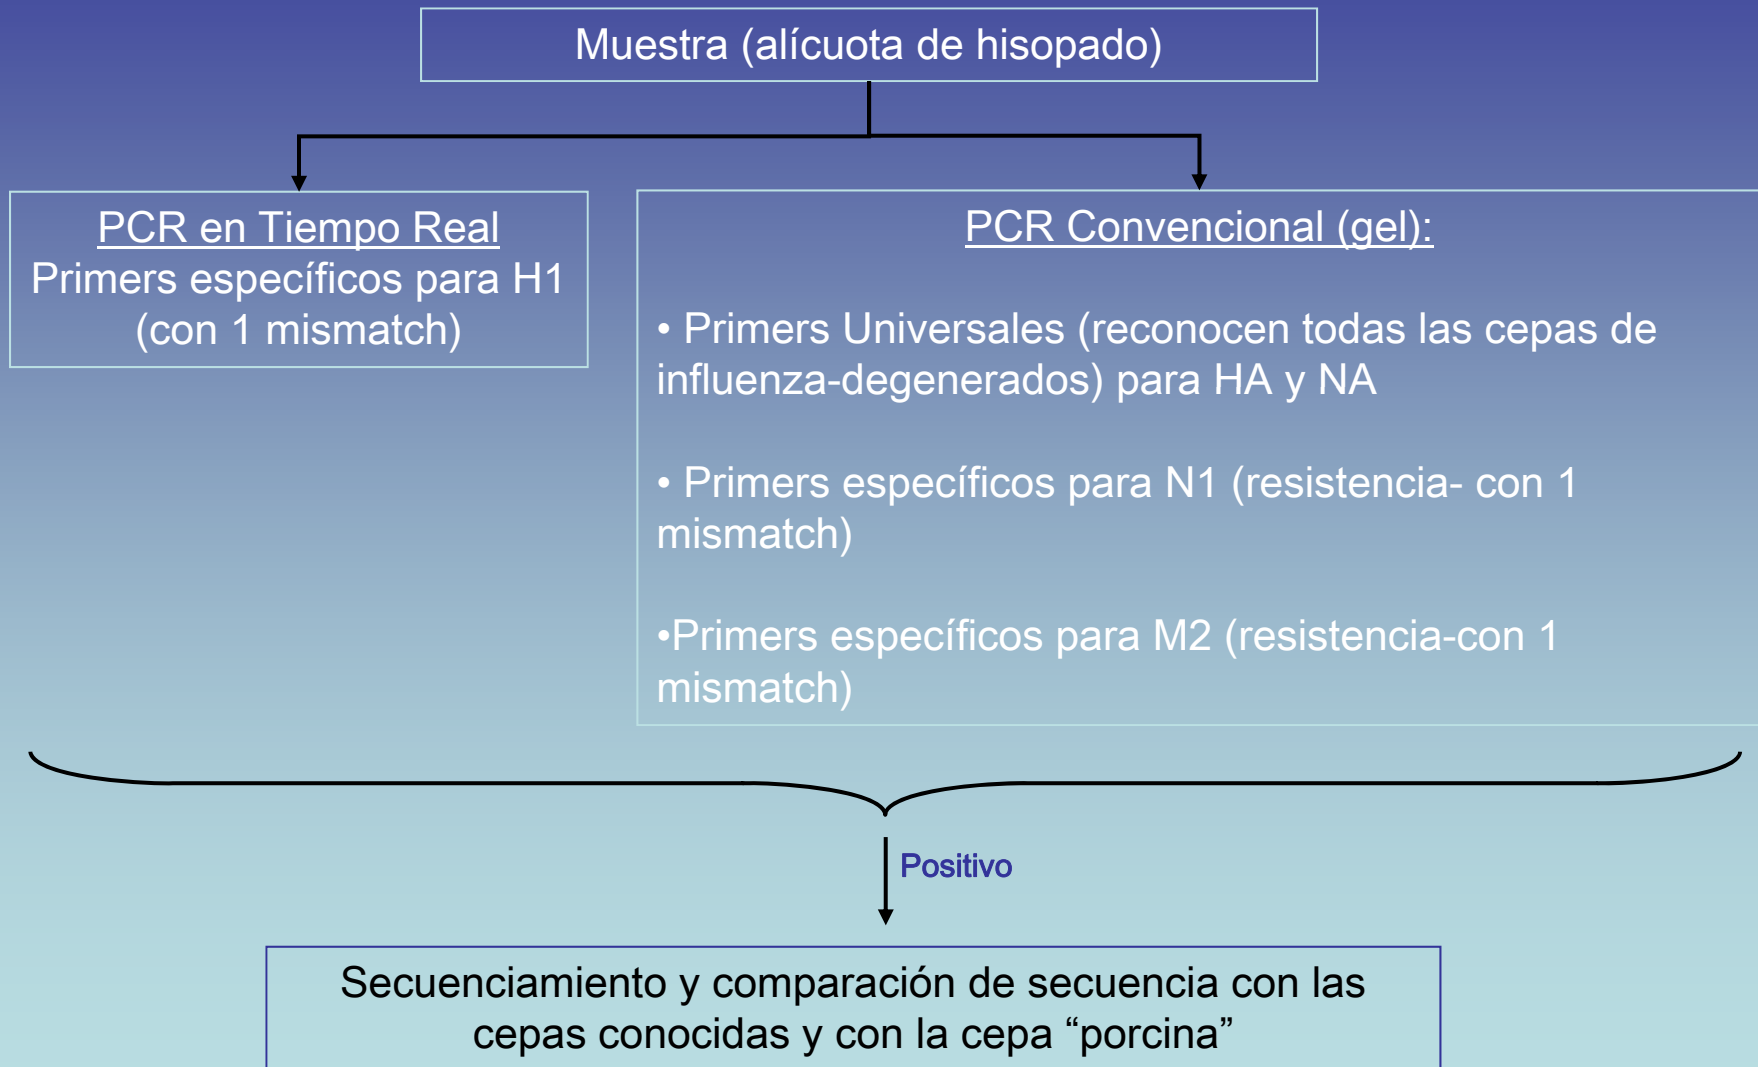 Muestra (alícuota de hisopado)
PCR en Tiempo Real
Primers específicos para H1
(con 1 mismatch)
PCR Convencional (gel):
• Primers Universales (reconocen todas las cepas de
influenza-degenerados) para HA y NA
• Primers específicos para N1 (resistencia- con 1
mismatch)
•Primers específicos para M2 (resistencia-con 1
mismatch)
Positivo
Secuenciamiento y comparación de secuencia con las
cepas conocidas y con la cepa “porcina”